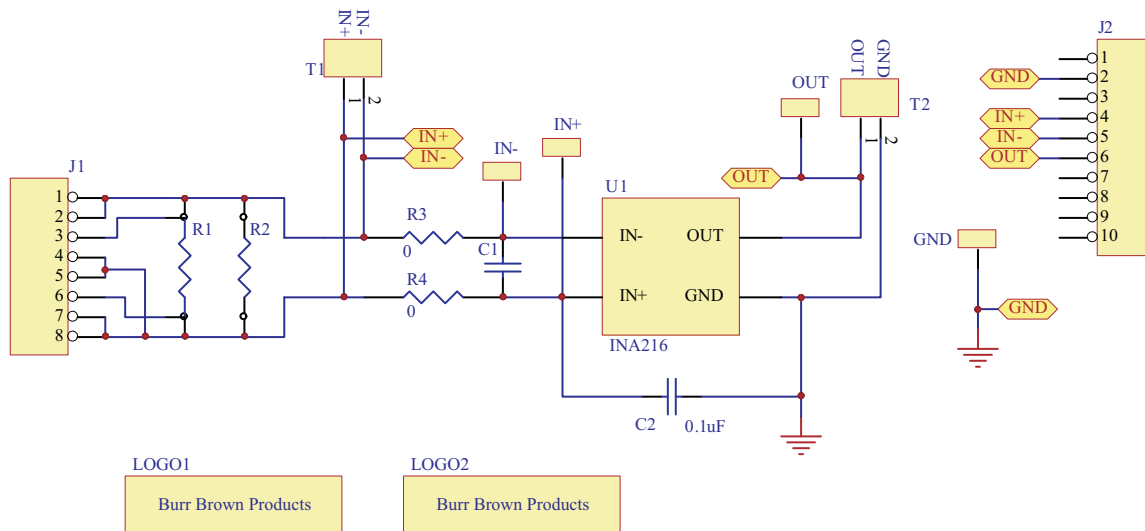 IN+
IN-
T1
1
2
IN+
IN-
J1
1
2
3
4
5
6
7
8
R1
R2
R3
0
R4
0
IN-
C1
IN+
U1
IN-
OUT
IN+
GND
INA216
C2
0.1uF
OUT
OUT
OUT
GND
T2
1
2
J2
1
GND
2
3
IN+
4
IN-
5
OUT
6
7
8
9
10
GND
GND
LOGO1
Burr Brown Products
LOGO2
Burr Brown Products